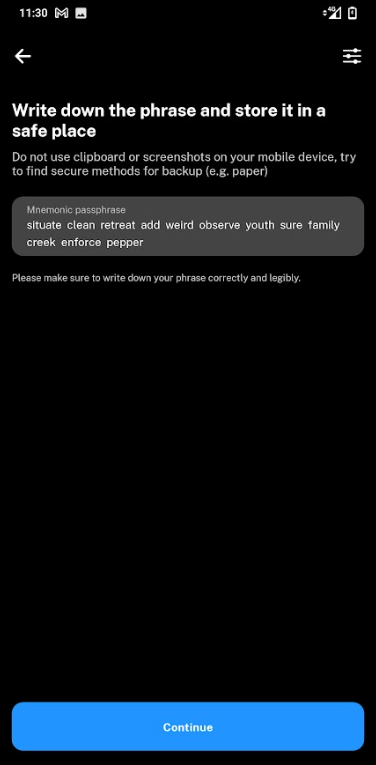 11:30
4G
Write down the phrase and store it in a
safe place
Do not use clipboard or screenshots on your mobile device, try
to find secure methods for backup (e.g. paper)
Mnemonic passphrase
situate clean retreat add weird observe youth sure family
creek enforce pepper
Please make sure to write down your phrase correctly and legibly.
Continue